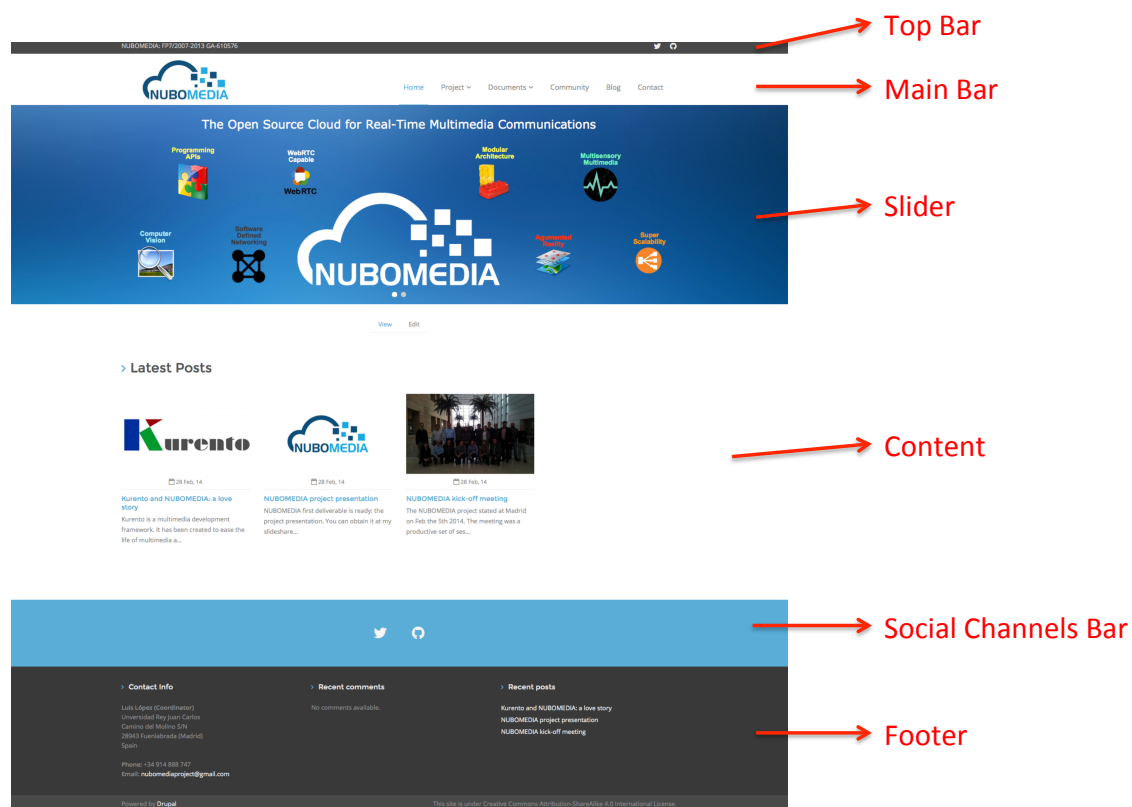 Top Bar
NUBOMEDIA: FP7/2007-2013 GA-610576
NUBOMEDIA
Home Project Documents Community Blog Contact
Main Bar
The Open Source Cloud for Real-Time Multimedia Communications
Programming
APIs
WebRTC
Capable
WebRTC
Modular
Architecture
Multisensory
Multimedia
Slider
Computer
Vision
Software
Defined
Networking
NUBOMEDIA
Agumented
Reality
Super
Scalability
View Edit
Latest Posts
Kurento
NUBOMEDIA
Content
28 Feb, 14
28 Feb, 14
28 Feb, 14
Kurento and NUBOMEDIA: a love
story
Kurento is a multimedia development
framework. It has been created to ease the
life of multimedia a...
NUBOMEDIA project presentation
NUBOMEDIA first deliverable is ready: the
project presentation. You can obtain it at my
slideshare...
NUBOMEDIA kick-off meeting
The NUBOMEDIA project stated at Madrid
on Feb the 5th 2014. The meeting was a
productive set of ses...
Social Channels Bar
Contact Info
Luis López (Coordinator)
Unversidad Rey Juan Carlos
Camino del Molino S/N
28943 Fuenlabrada (Madrid)
Spain
Phone: +34 914 888 747
Email: nubomediaproject@gmail.com
Recent comments
No comments available.
Recent posts
Kurento and NUBOMEDIA: a love story
NUBOMEDIA project presentation
NUBOMEDIA kick-off meeting
Footer
Powered by Drupal
This site is under Creative Commons Attribution-ShareAlike 4.0 International License.